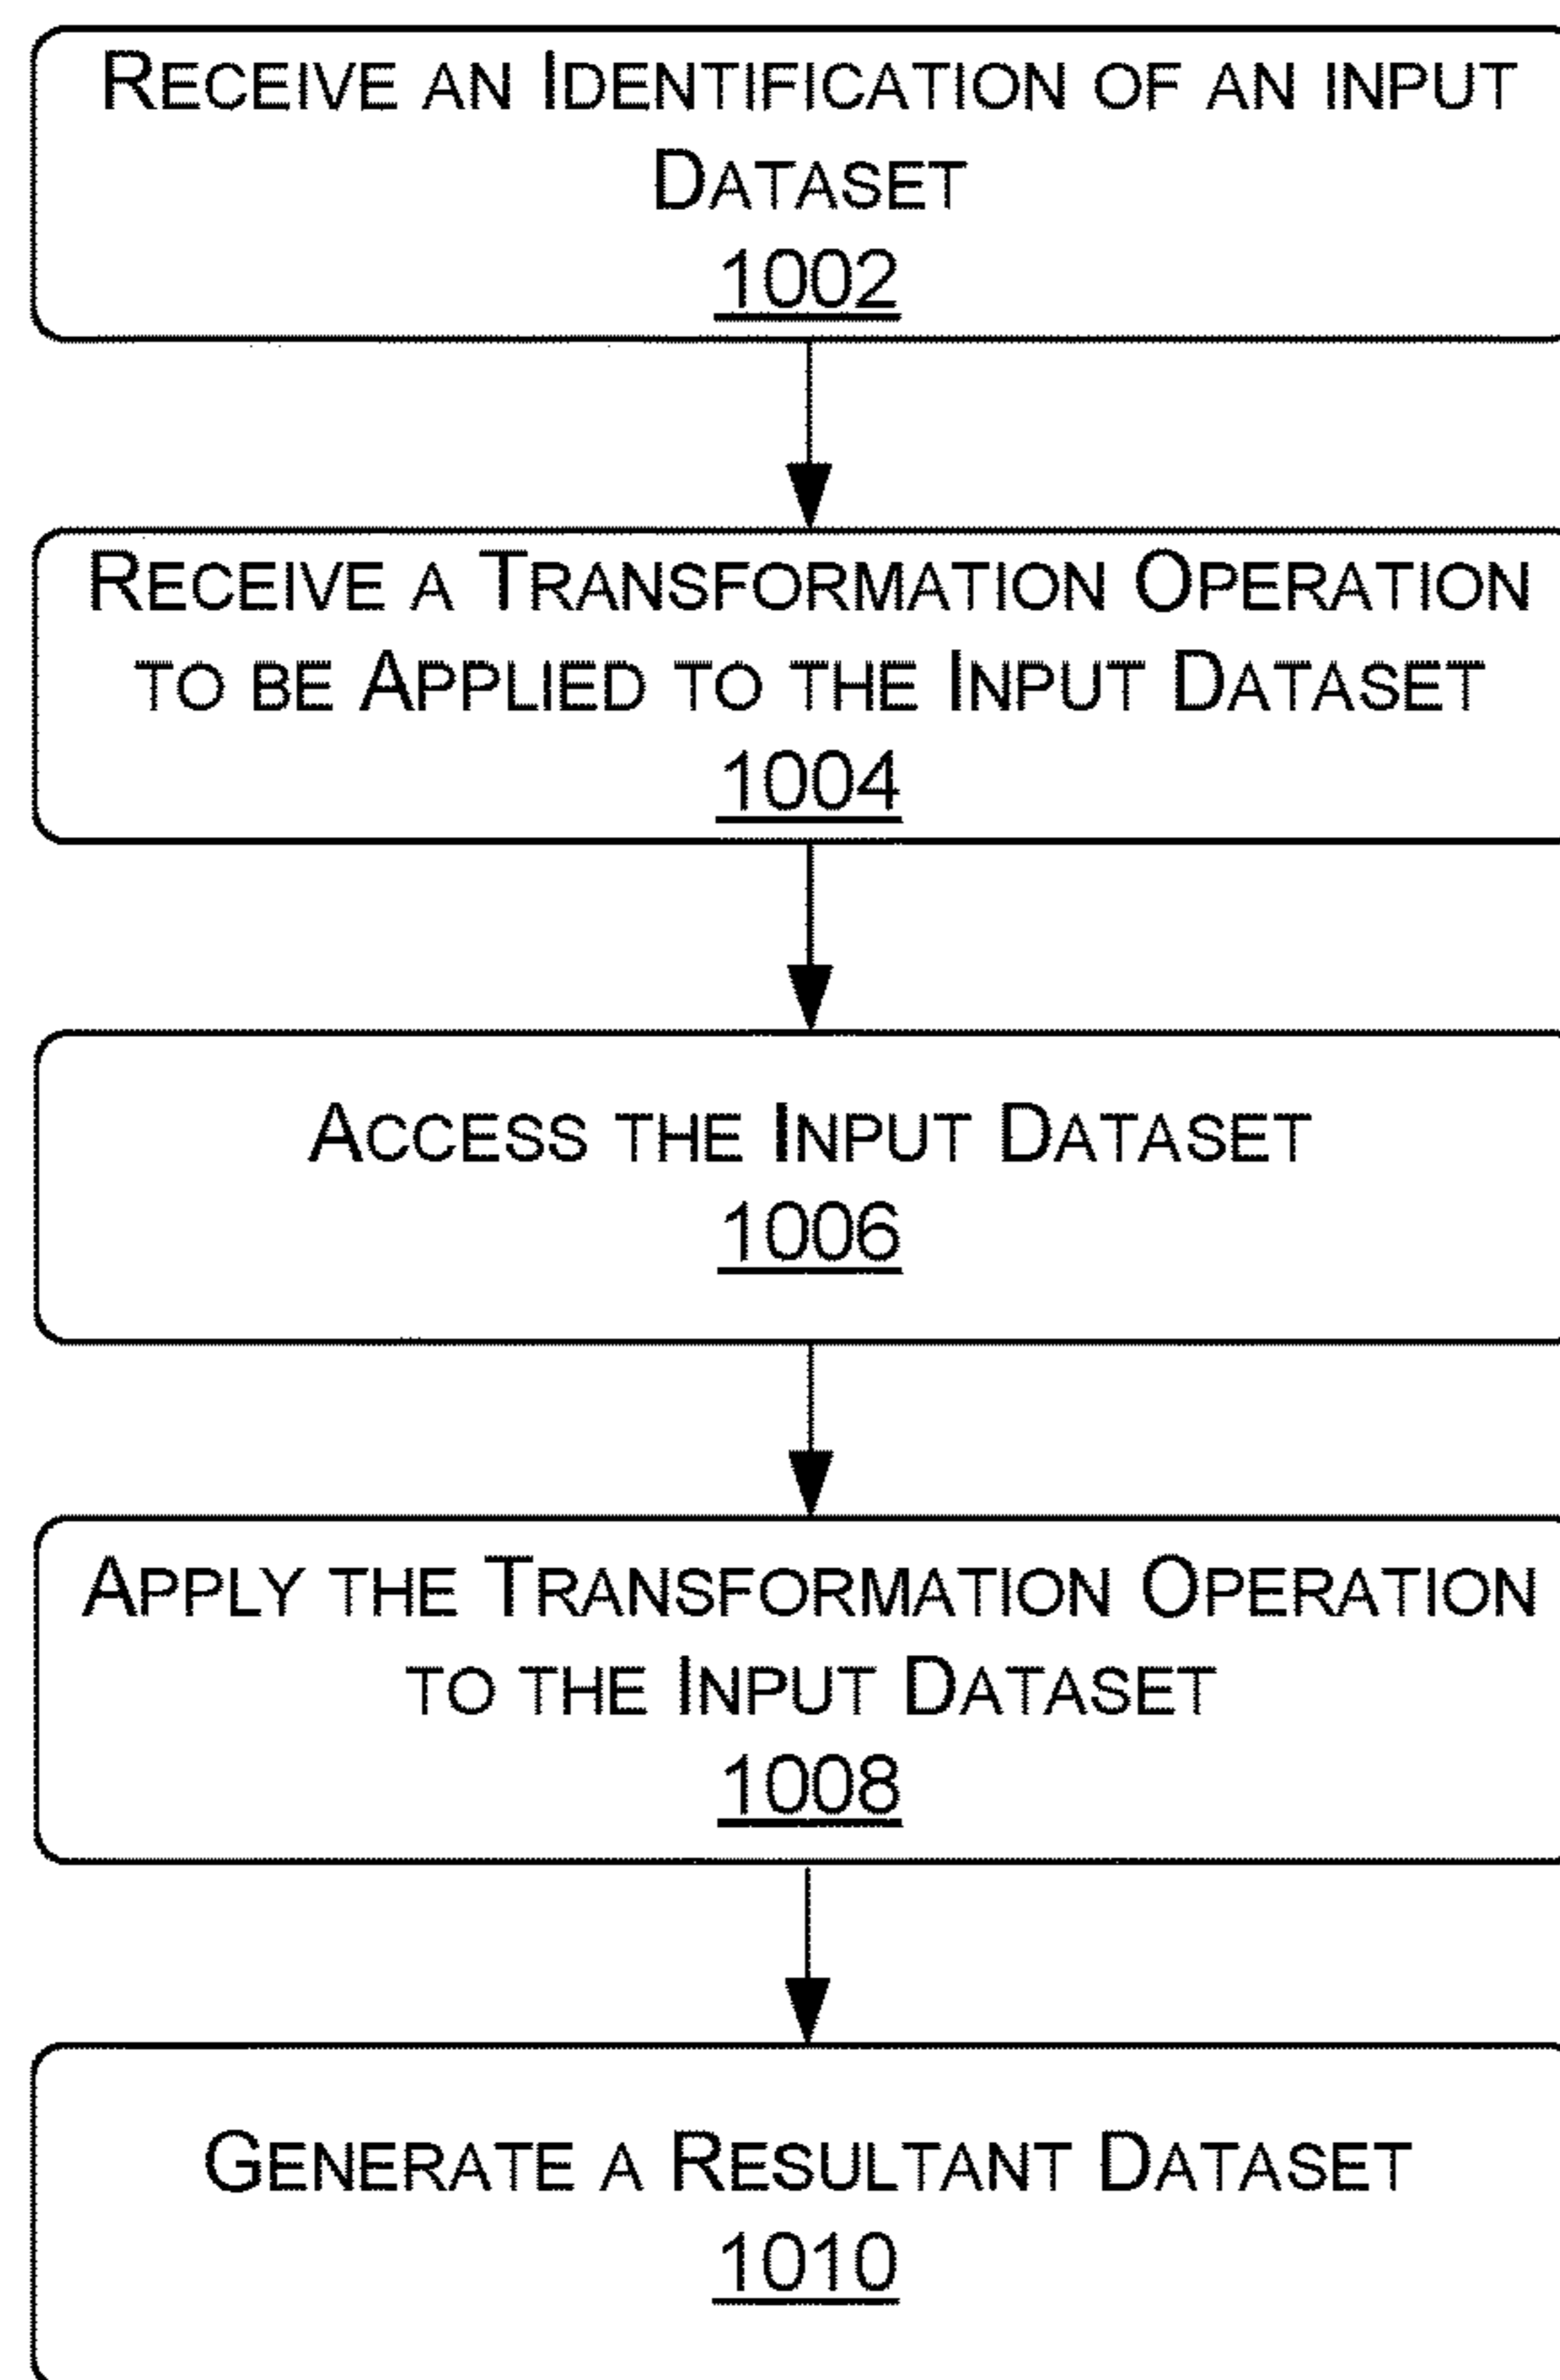 RECEIVE AN IDENTIFICATION OF AN INPUT
DATASET
1002
RECEIVE A TRANSFORMATION OPERATION
TO BE APPLIED TO THE INPUT DATASET
1004
ACCESS THE INPUT DATASET
1006
APPLY THE TRANSFORMATION OPERATION
TO THE INPUT DATASET
1008
GENERATE A RESULTANT DATASET
1010